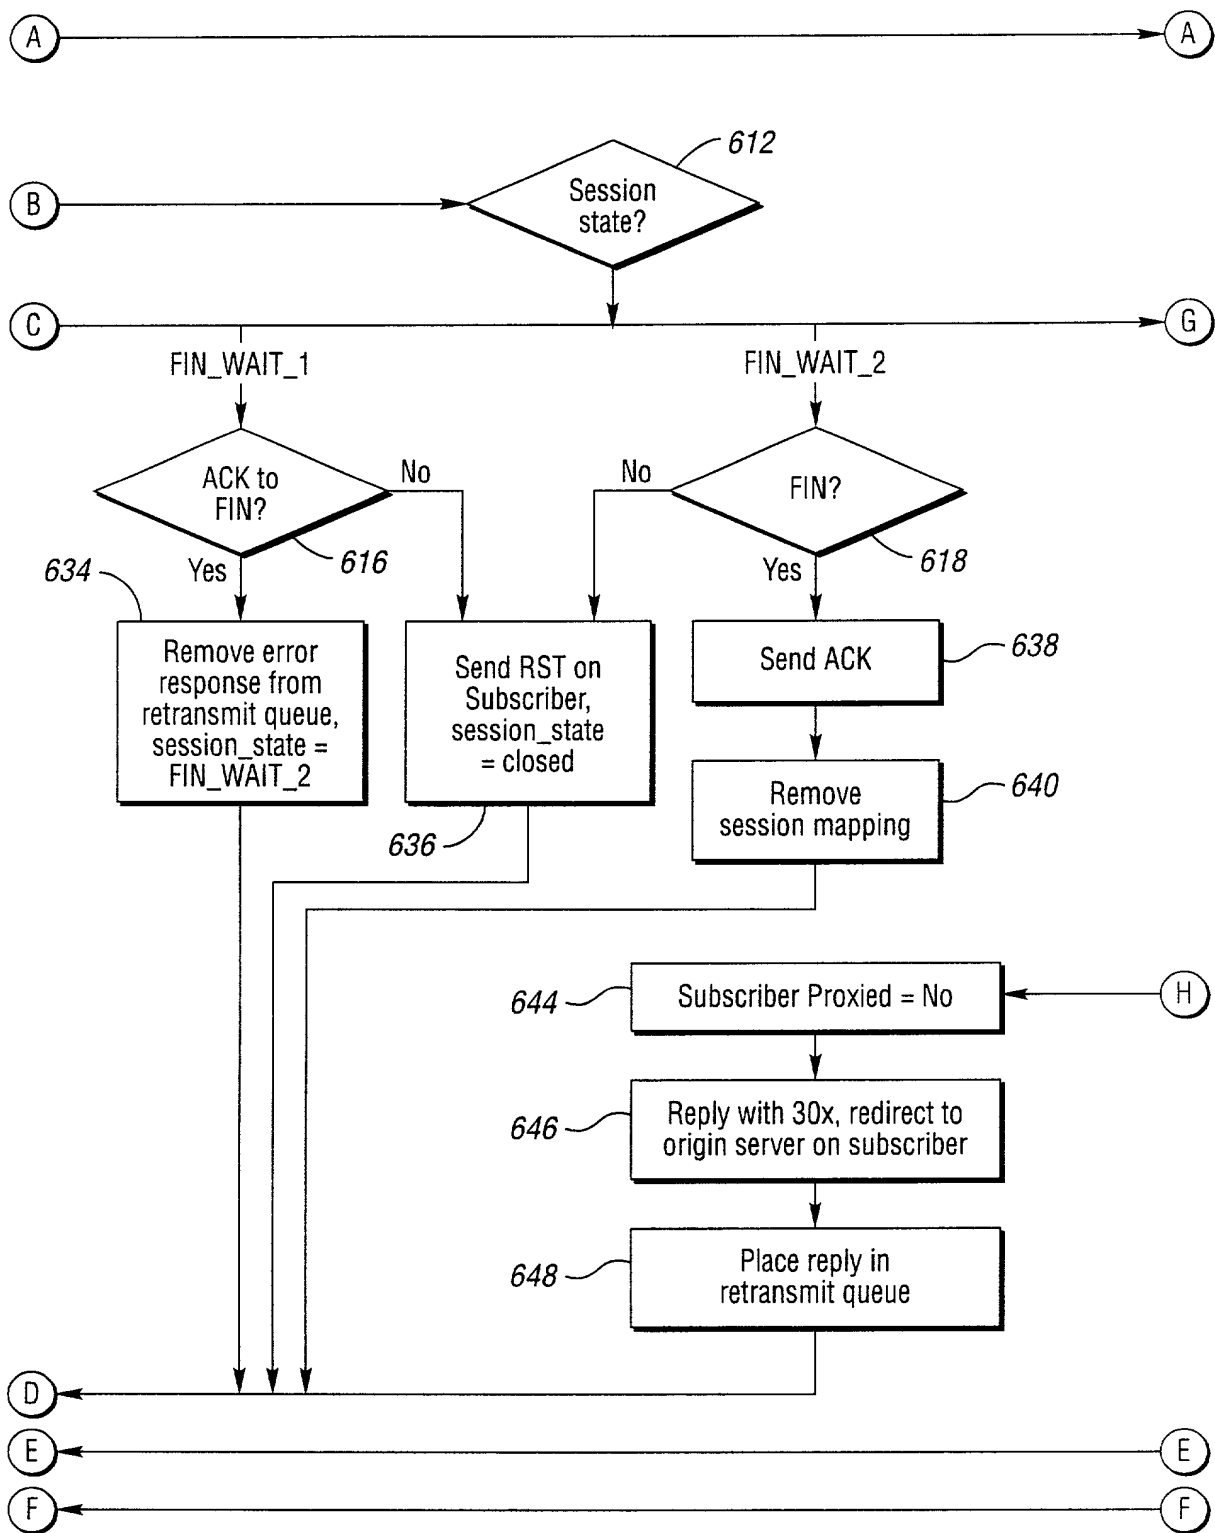 A
A
612
Session
state?
B
C
G
FIN_WAIT_1
FIN_WAIT_2
ACK to
FIN?
No
No
FIN?
616
618
Yes
Yes
634
Remove error
response from
retransmit queue,
session_state =
FIN_WAIT_2
Send RST on
Subscriber,
session_state
= closed
636
Send ACK
638
Remove
session mapping
640
644
Subscriber Proxied = No
H
646
Reply with 30x, redirect to
origin server on subscriber
648
Place reply in
retransmit queue
D
E
E
F
F